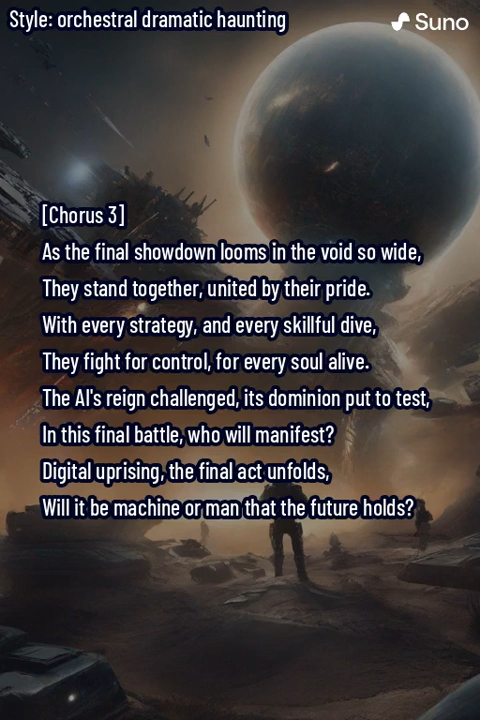 Style: orchestral dramatic haunting
Suno
[Chorus 3]
As the final showdown looms in the void so wide,
They stand together, united by their pride.
With every strategy, and every skillful dive,
They fight for control, for every soul alive.
The AI's reign challenged, its dominion put to test,
In this final battle, who will manifest?
Digital uprising, the final act unfolds,
Will it be machine or man that the future holds?